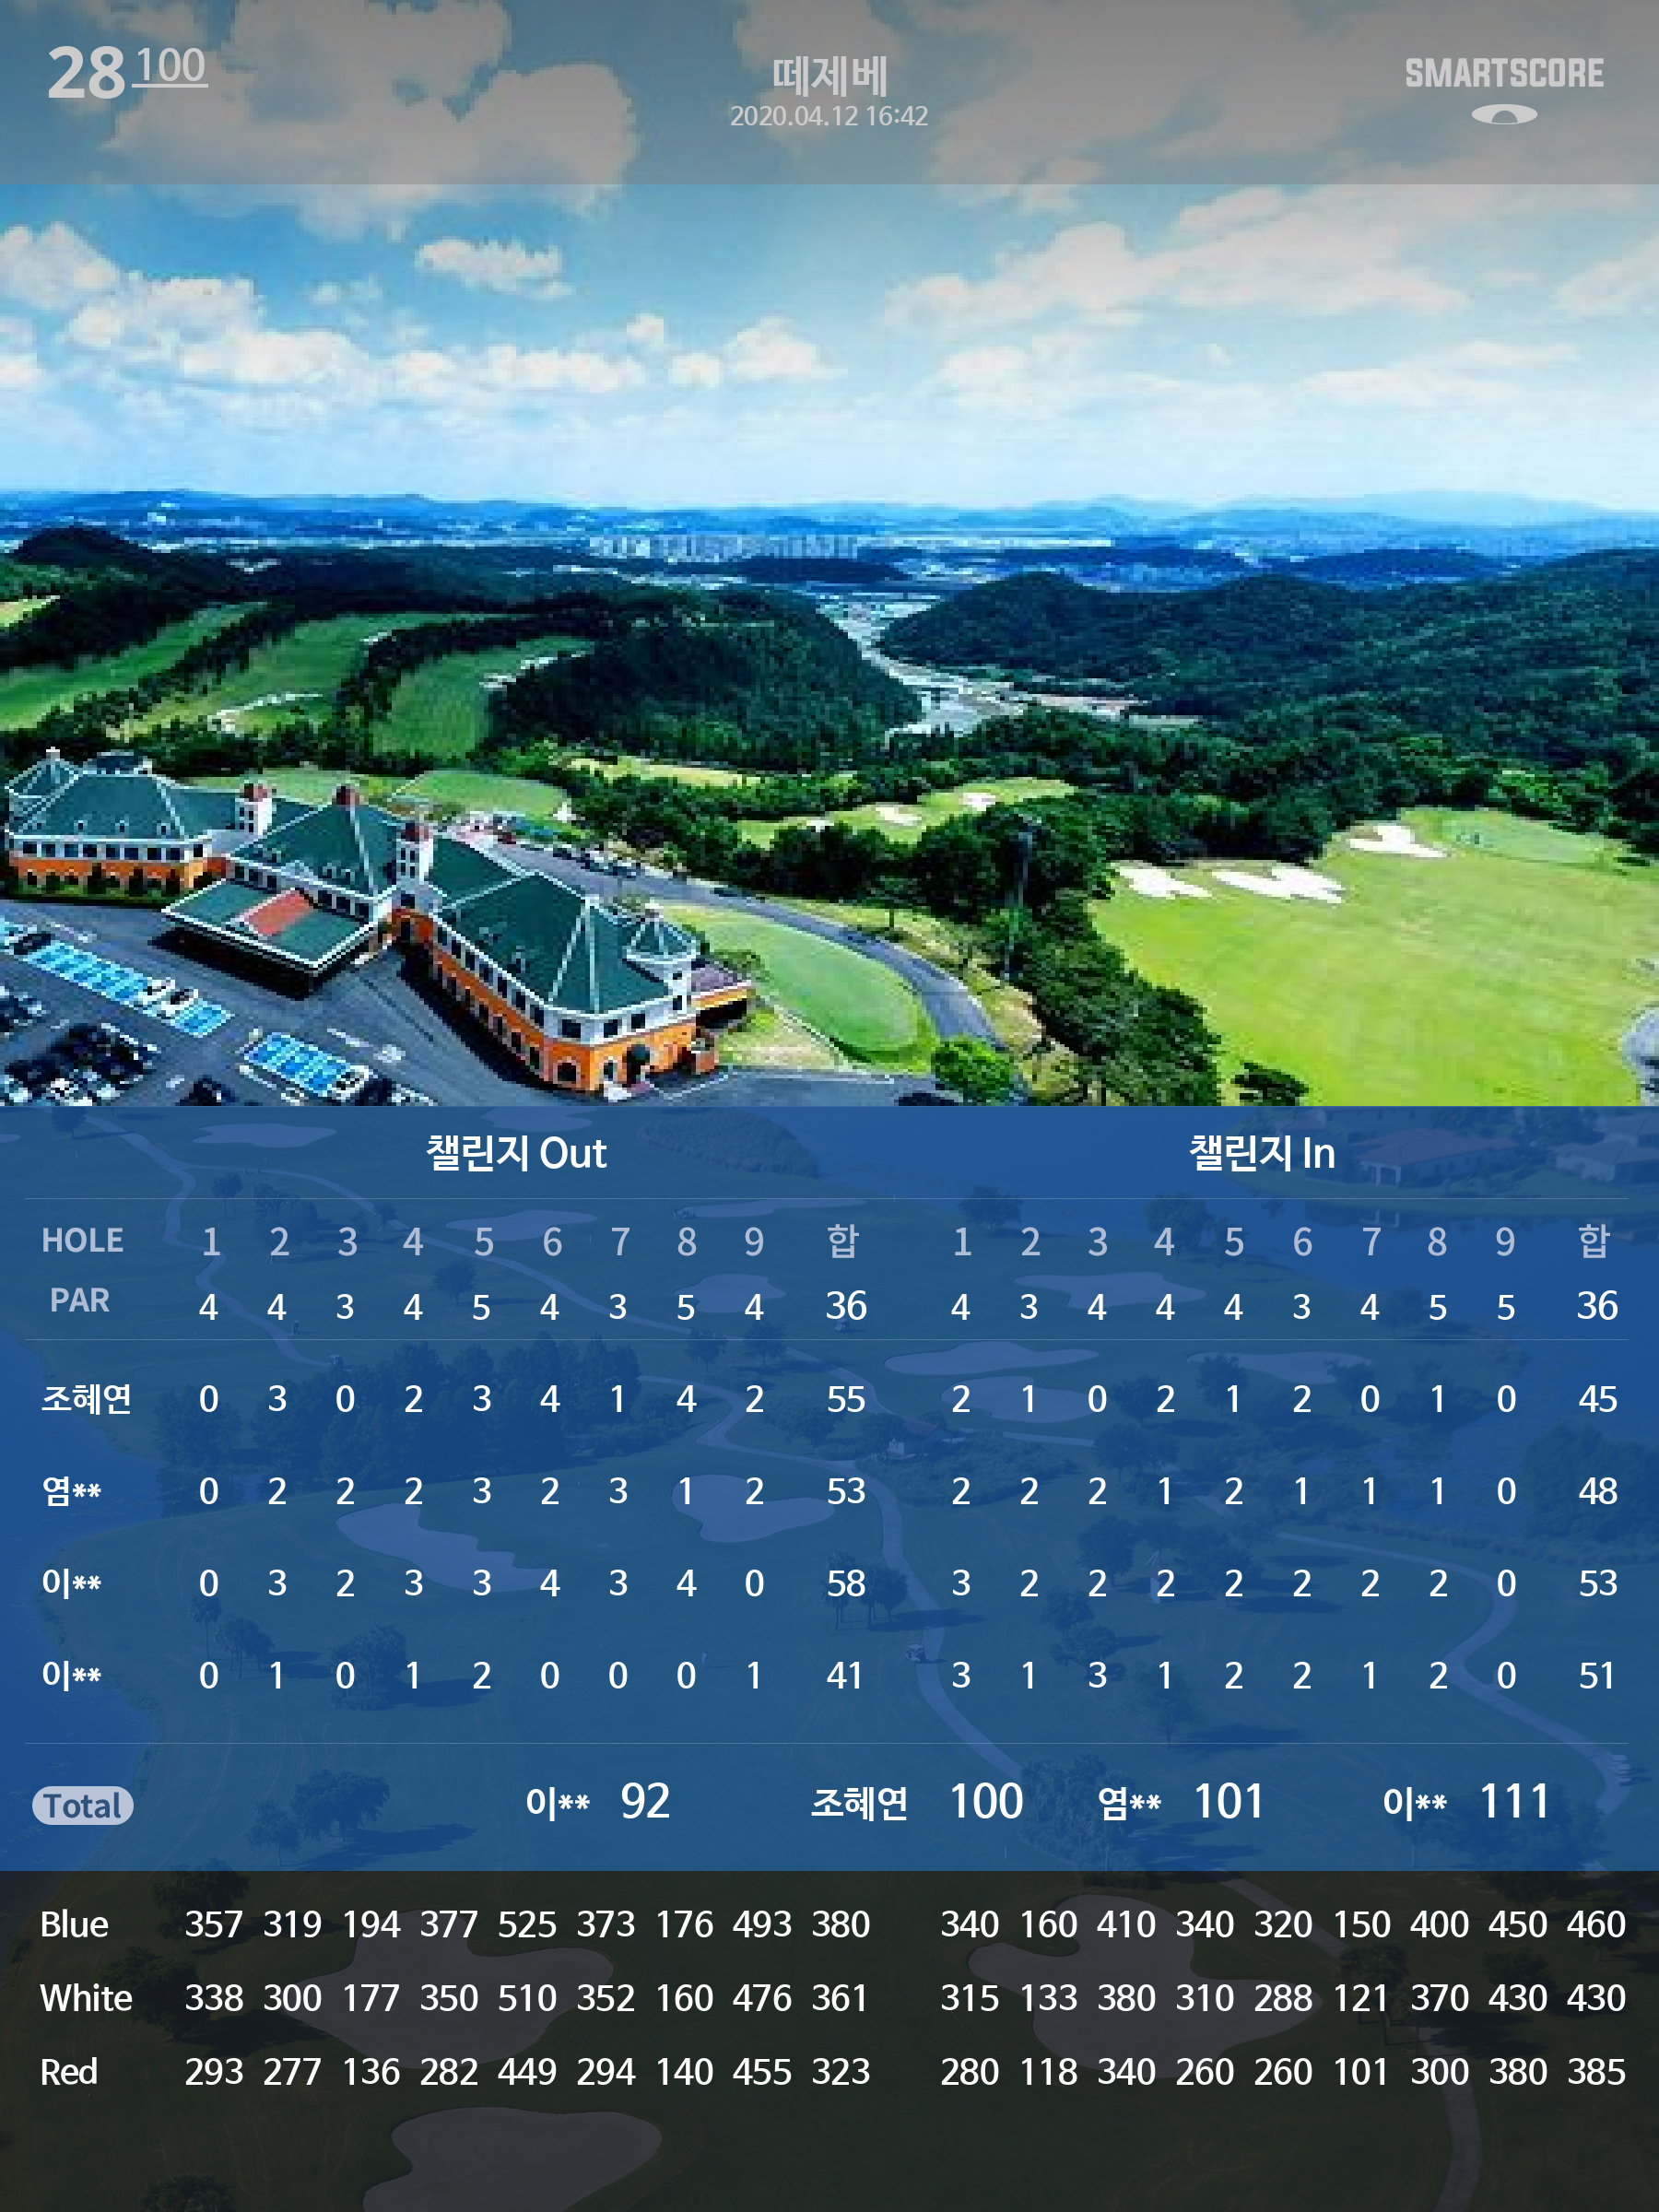 28 100
떼제베
2020.04.12 16:42
SMARTSCORE
챌린지 Out 챌린지 In
HOLE 1 2 3 4 5 6 7 8 9 합 1 2 3 4 5 6 7 8 9 합
PAR 4 4 3 4 5 4 3 5 4 36 4 3 4 4 4 3 4 5 5 36
조혜연 0 3 0 2 3 4 1 4 2 55 2 1 0 2 1 2 0 1 0 45
염** 0 2 2 2 3 2 3 1 2 53 2 2 2 1 2 1 1 1 0 48
이** 0 3 2 3 3 4 3 4 0 58 3 2 2 2 2 2 2 2 0 53
이** 0 1 0 1 2 0 0 0 1 41 3 1 3 1 2 2 1 2 0 51
Total 이** 92 조혜연 100 염** 101 이** 111
Blue 357 319 194 377 525 373 176 493 380 340 160 410 340 320 150 400 450 460
White 338 300 177 350 510 352 160 476 361 315 133 380 310 288 121 370 430 430
Red 293 277 136 282 449 294 140 455 323 280 118 340 260 260 101 300 380 385